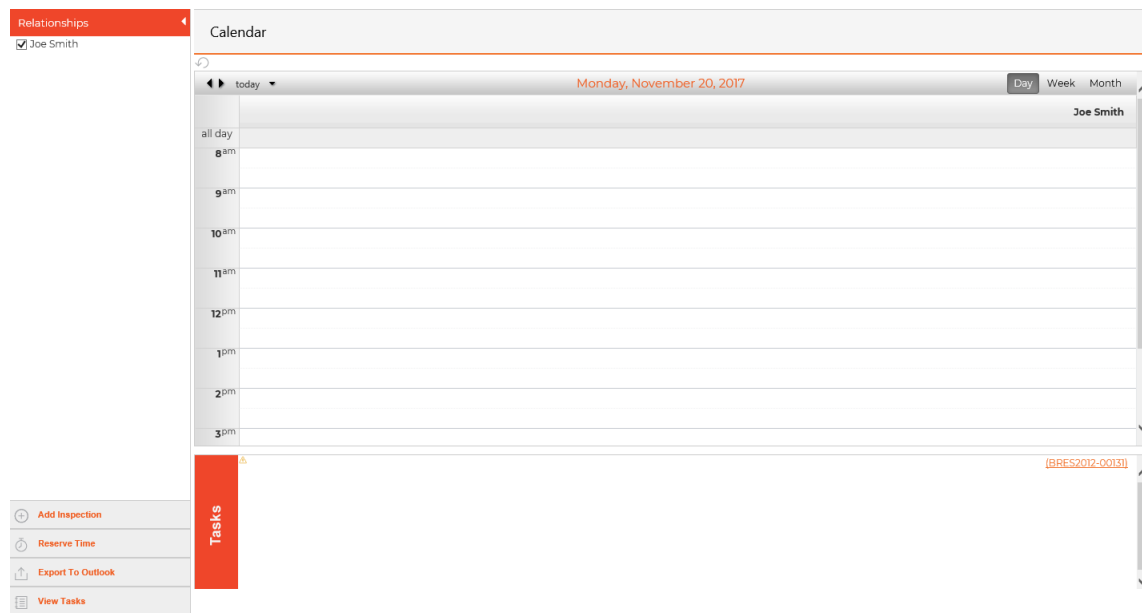 Relationships
Joe Smith
Calendar
today
Monday, November 20, 2017
Day Week Month
Joe Smith
all day
8am
9am
10am
11am
12pm
1pm
2pm
3pm
Tasks
(BRES2012-00131)
Add Inspection
Reserve Time
Export To Outlook
View Tasks